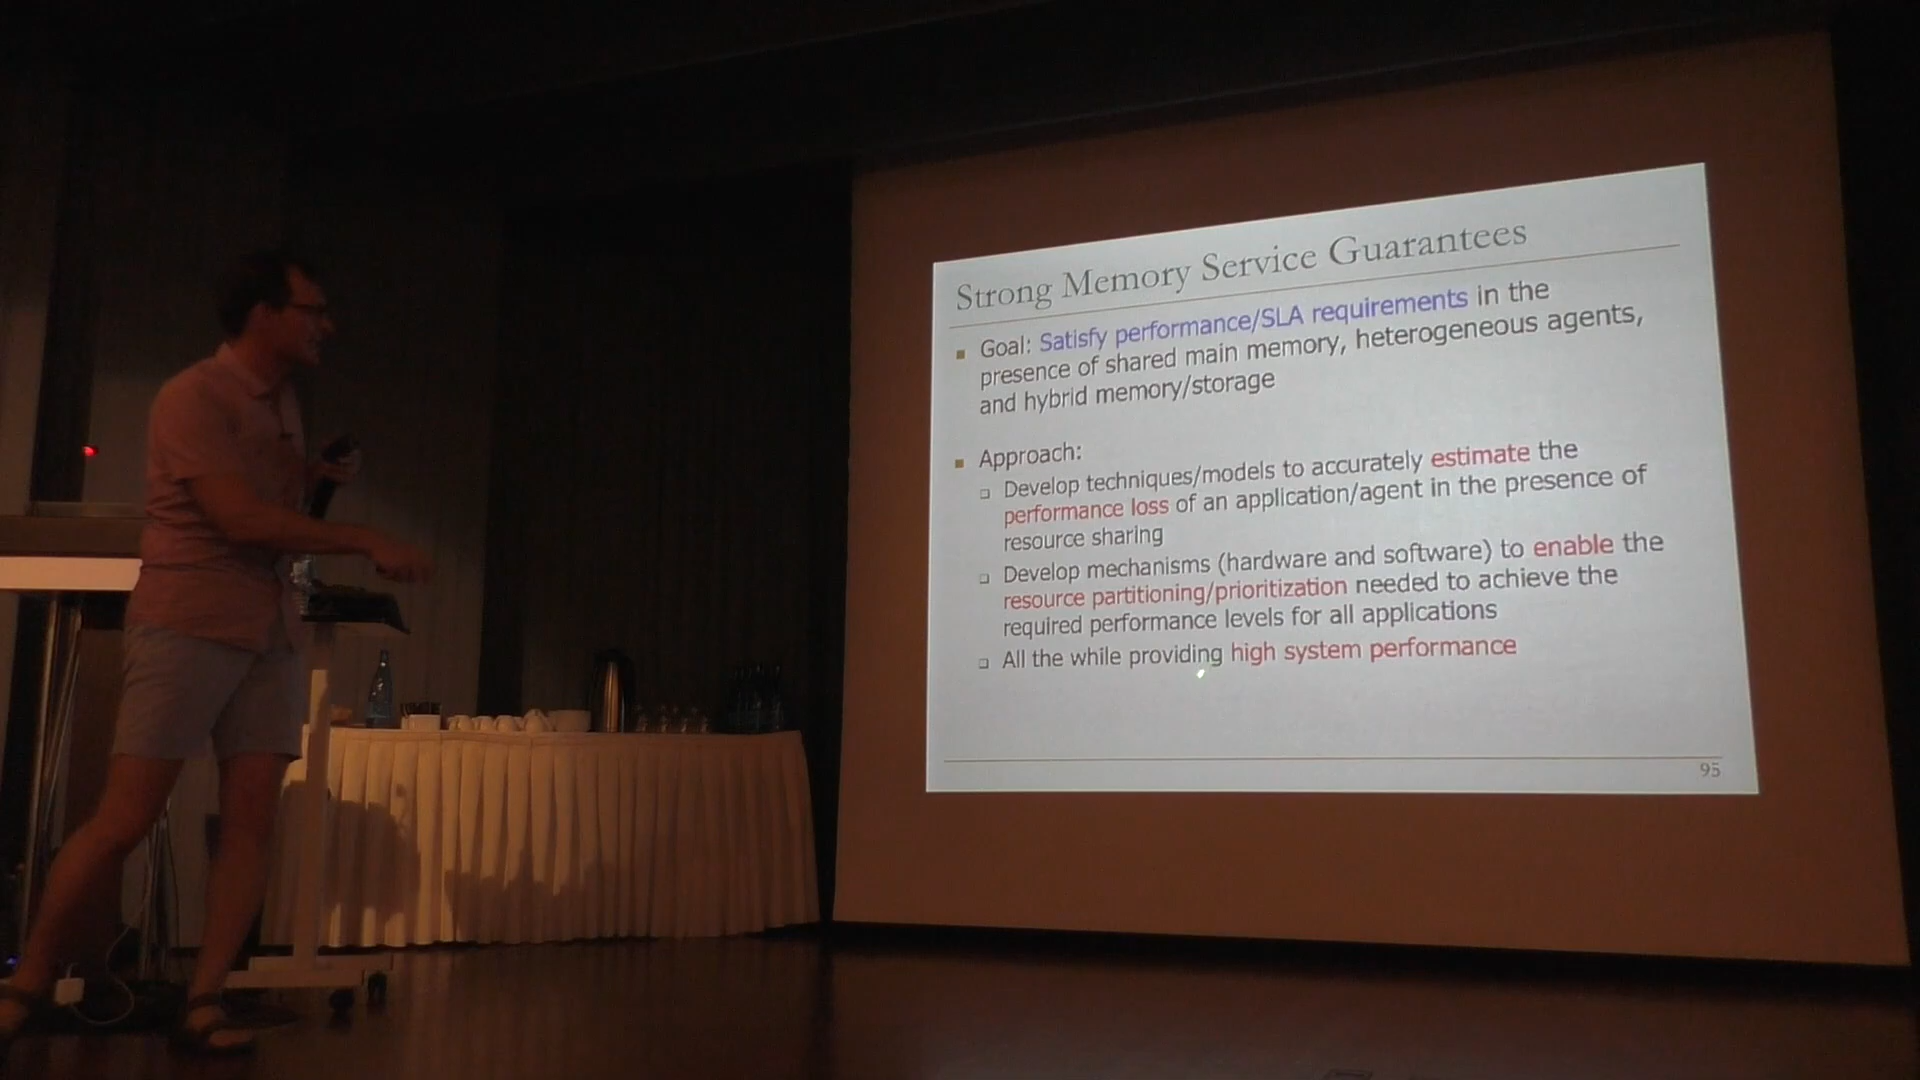 Strong Memory Service Guarantees
Goal: Satisfy performance/SLA requirements in the
presence of shared main memory, heterogeneous agents,
and hybrid memory/storage
Approach:
Develop techniques/models to accurately estimate the
performance loss of an application/agent in the presence of
resource sharing
Develop mechanisms (hardware and software) to enable the
resource partitioning/prioritization needed to achieve the
required performance levels for all applications
All the while providing high system performance
95